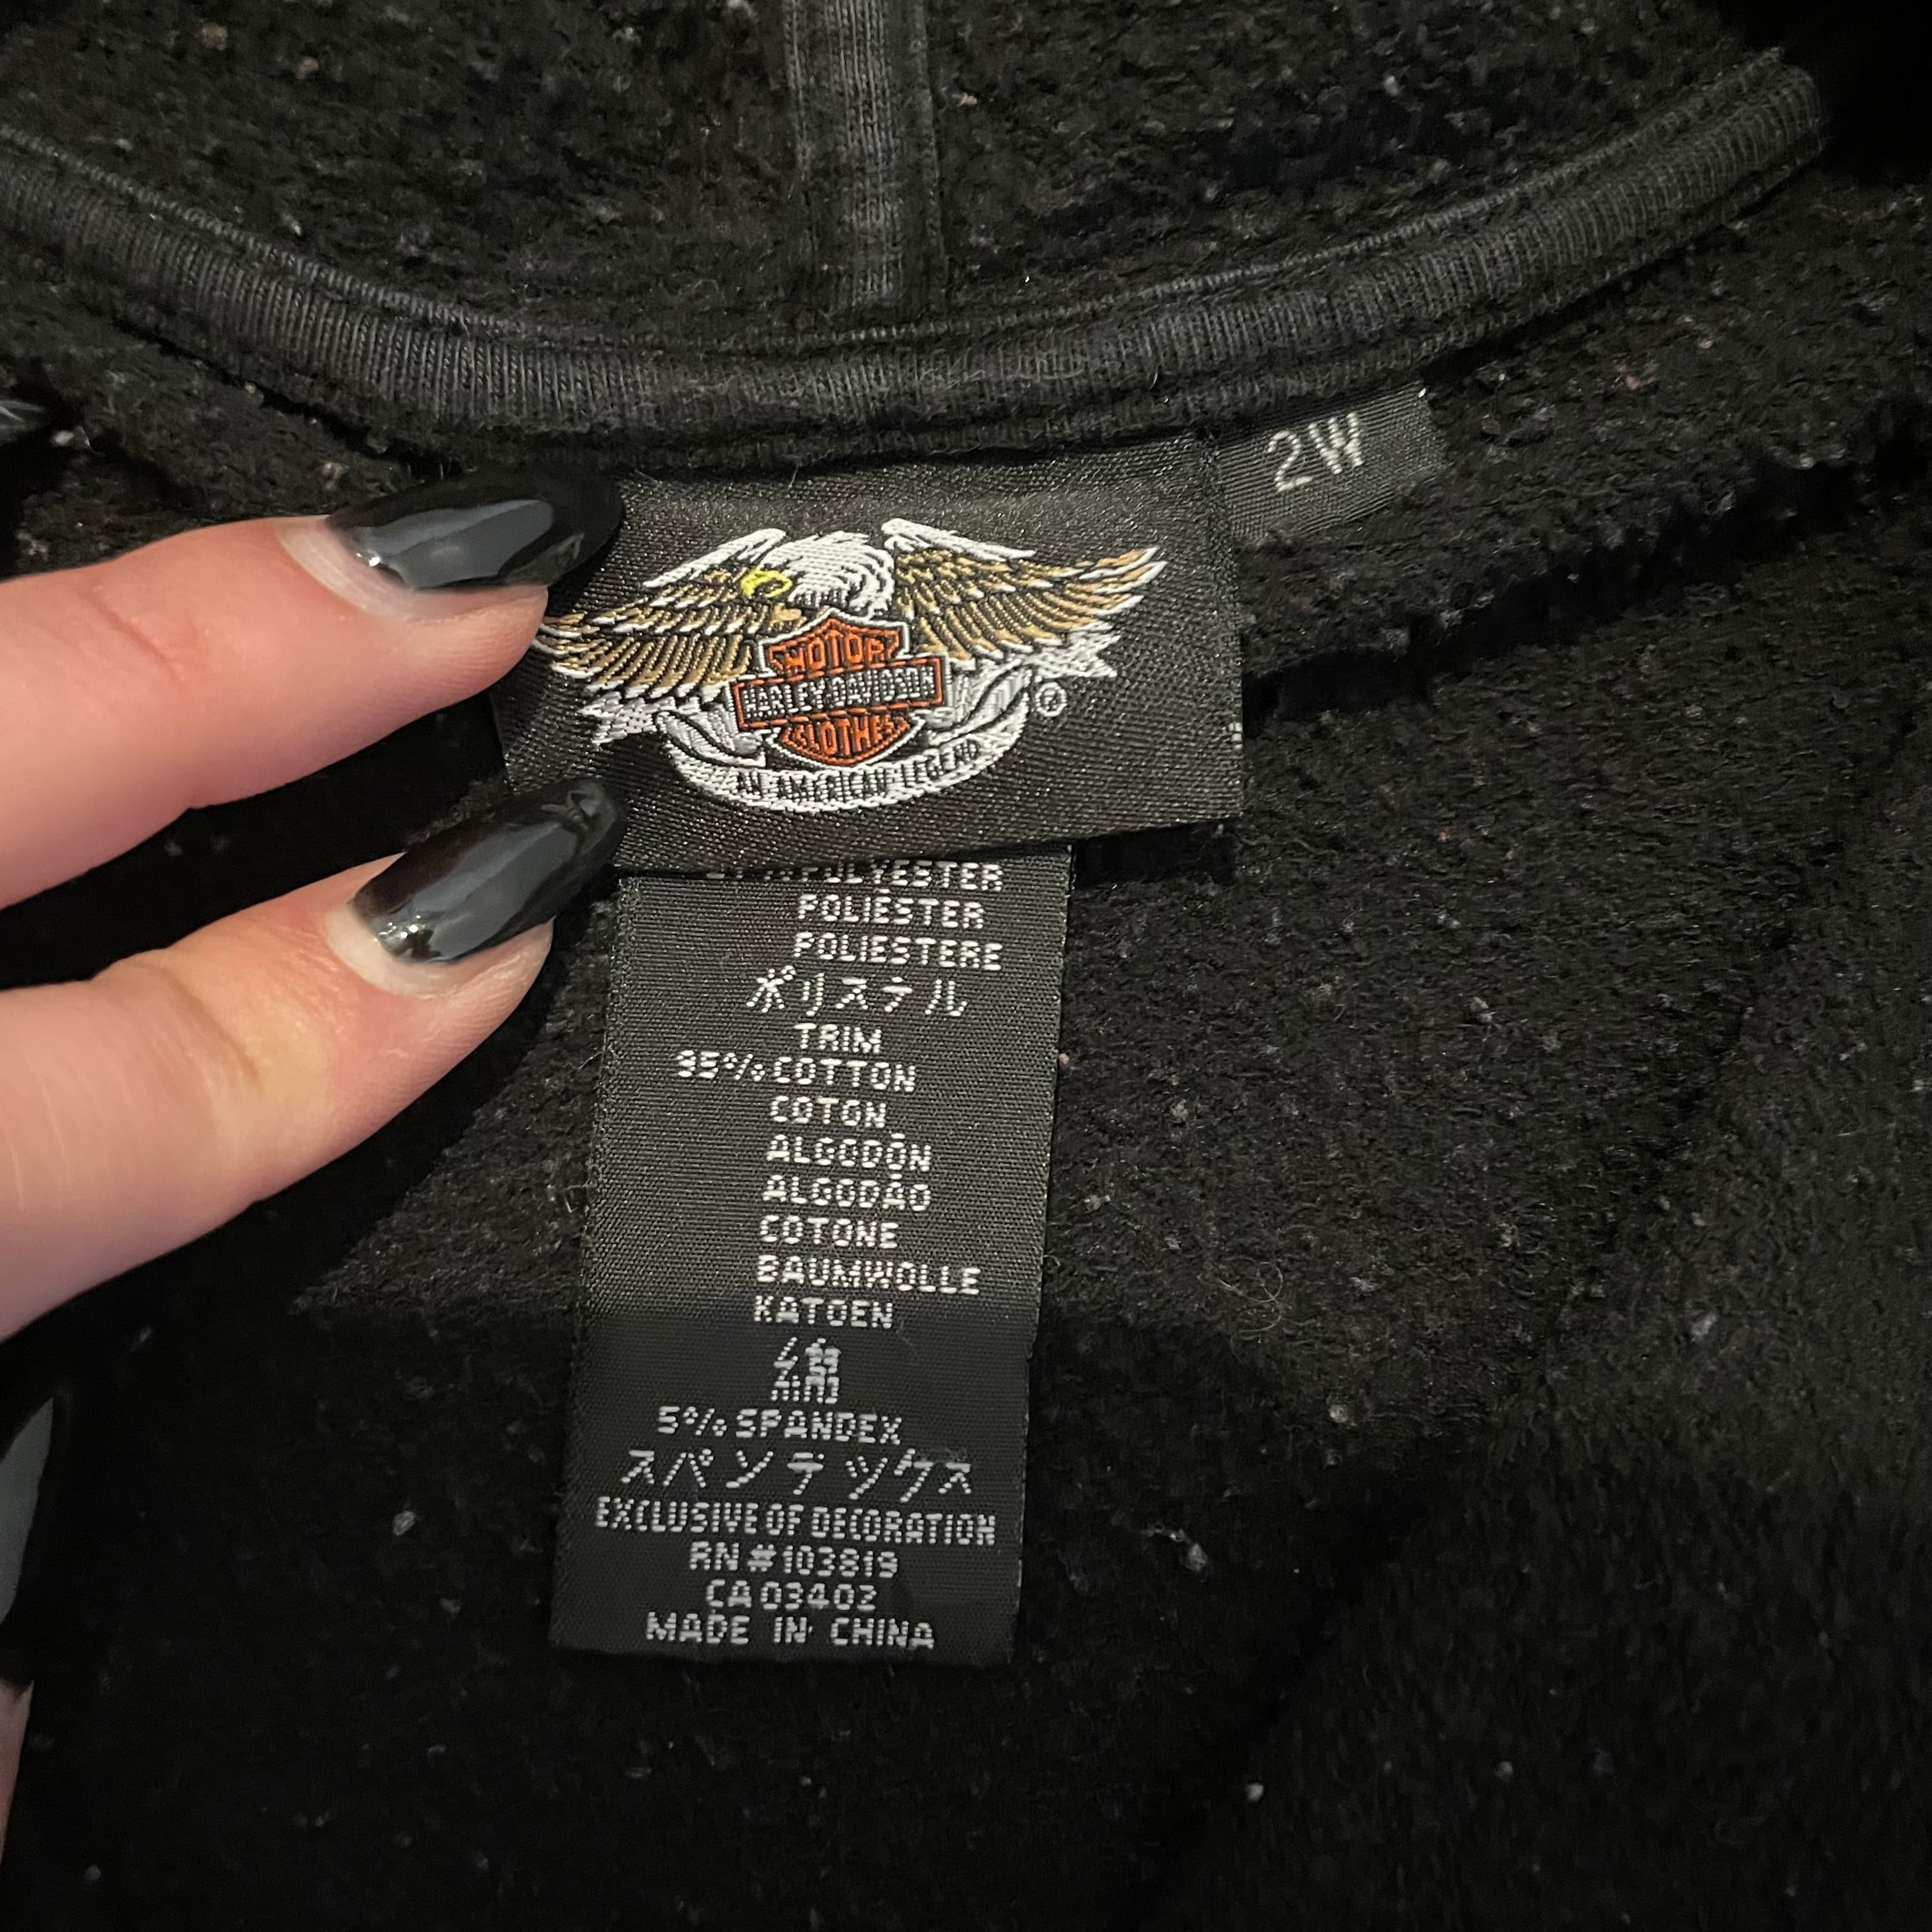 2W
MOTOR
HARLEY-DAVIDSON
CLOTHES
®
AN AMERICAN LEGEND
POLYESTER
POLIÉSTER
POLIESTERE
ポリステル
TRIM
95% COTTON
COTON
ALGODÓN
ALGODÃO
COTONE
BAUMWOLLE
KATOEN
綿
5% SPANDEX
スパンデックス
EXCLUSIVE OF DECORATION
RN #103819
CA 03402
MADE IN CHINA